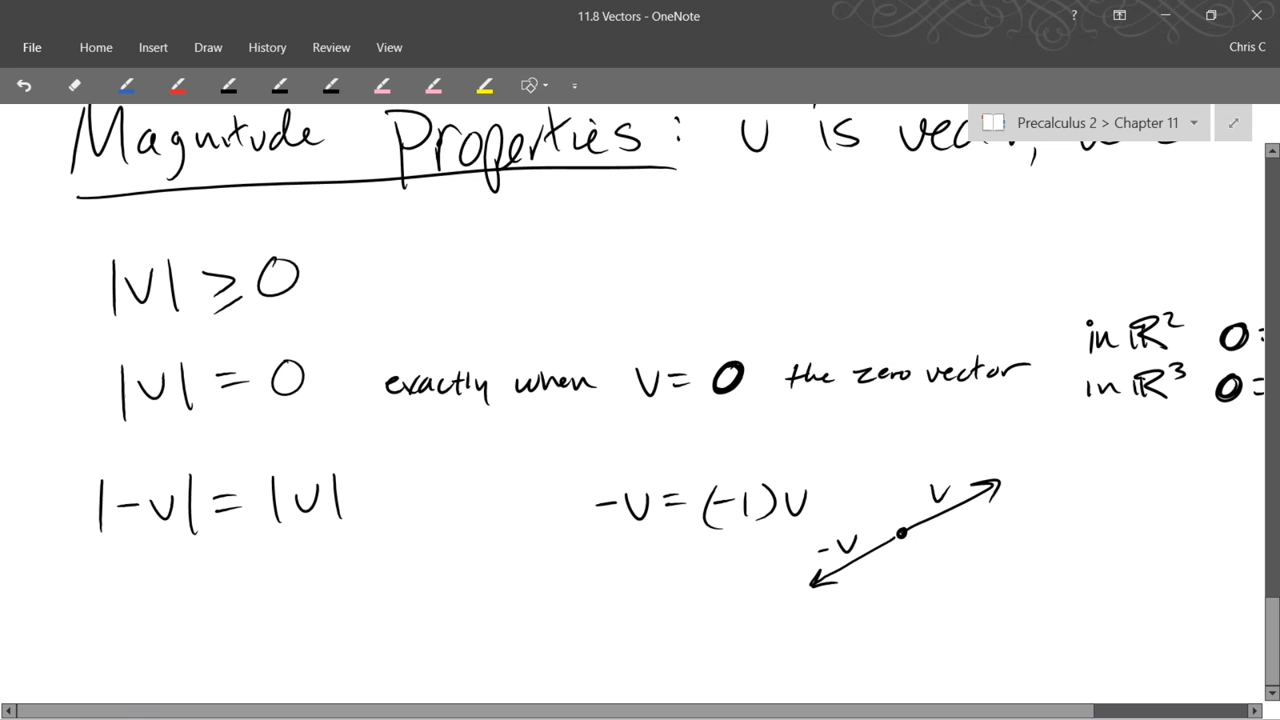 11.8 Vectors - OneNote
?
File Home Insert Draw History Review View
Chris C
Precalculus 2 > Chapter 11
Magnitude Properties: v is
|v| ≥ 0
in ℝ² 0 =
|v| = 0 exactly when v = 0 the zero vector
in ℝ³ 0 =
|-v| = |v| -v = (-1)v
v
-v